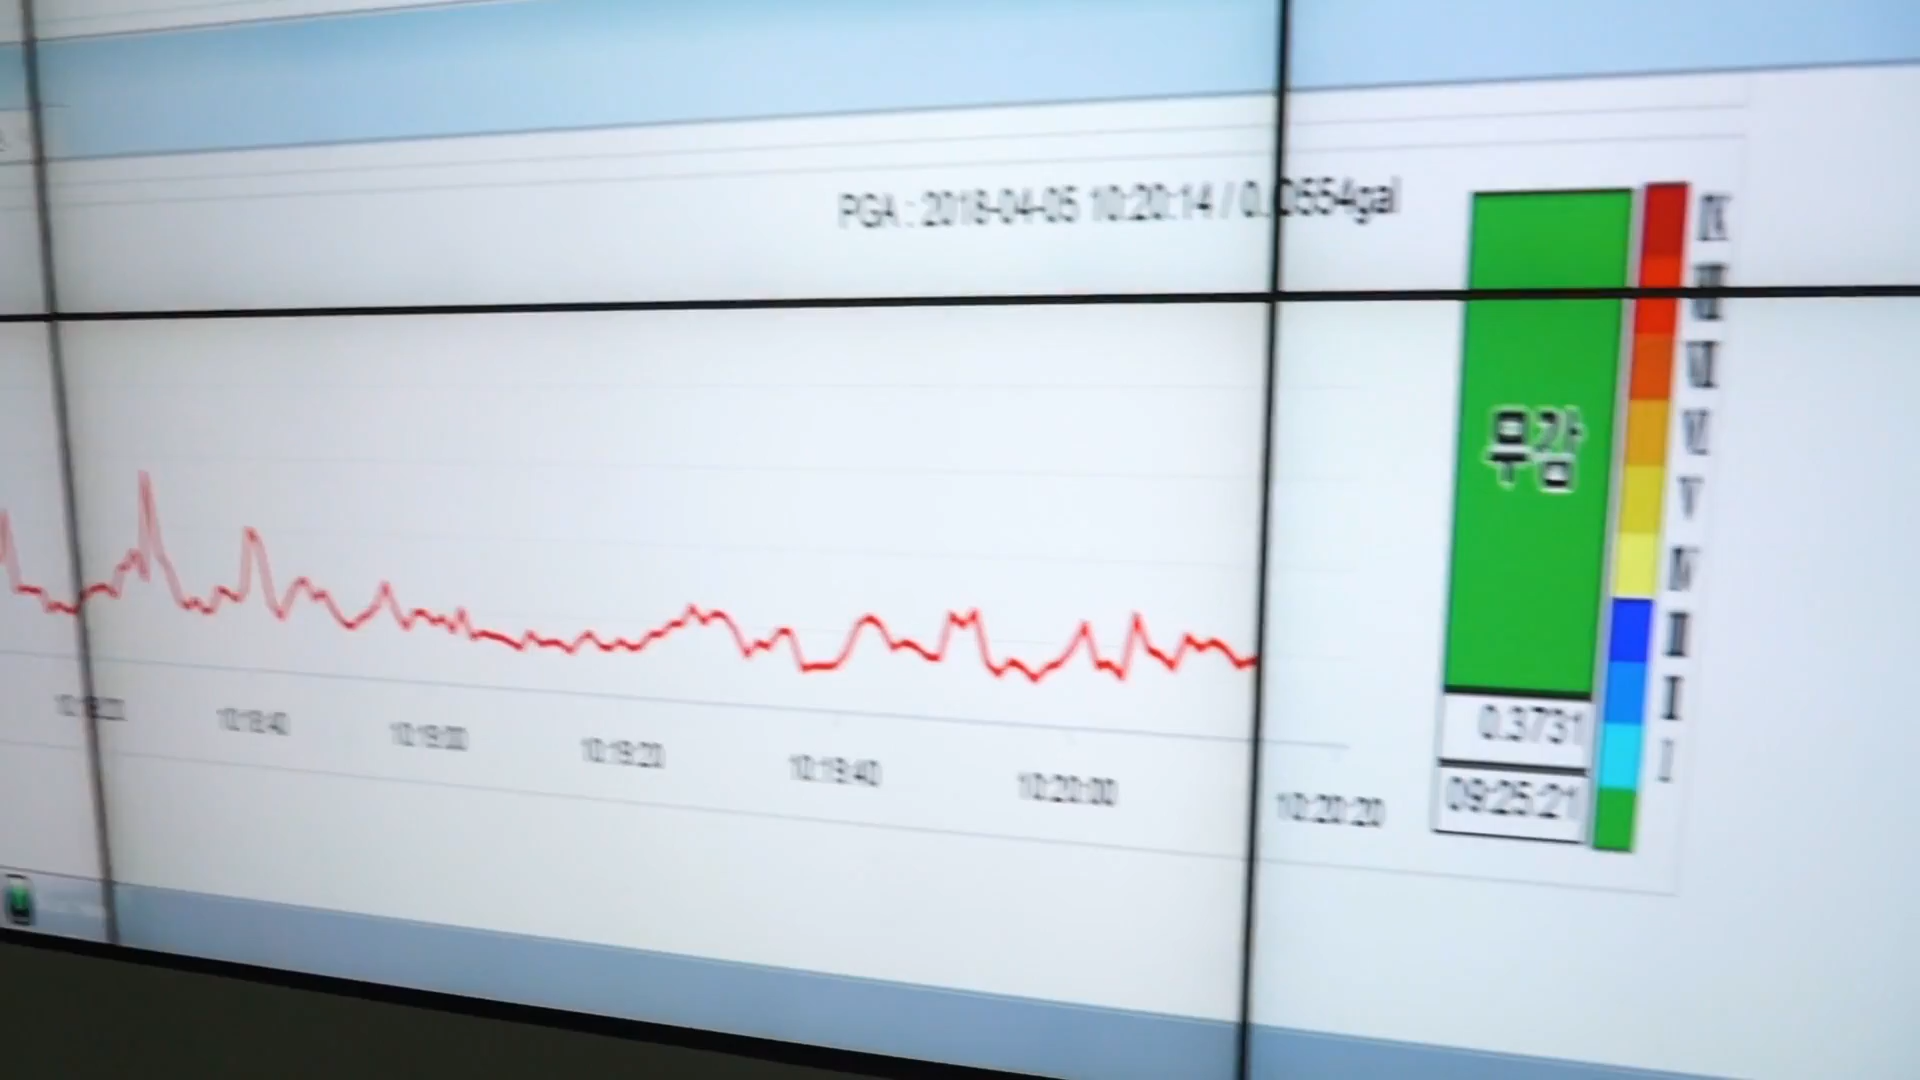 PGA : 2018-04-05 10:20:14 / 0.0554gal
무감
0.3731
09:25:21
IX
VIII
VII
VI
V
IV
III
II
I
10:18:20
10:18:40
10:19:00
10:19:20
10:19:40
10:20:00
10:20:20